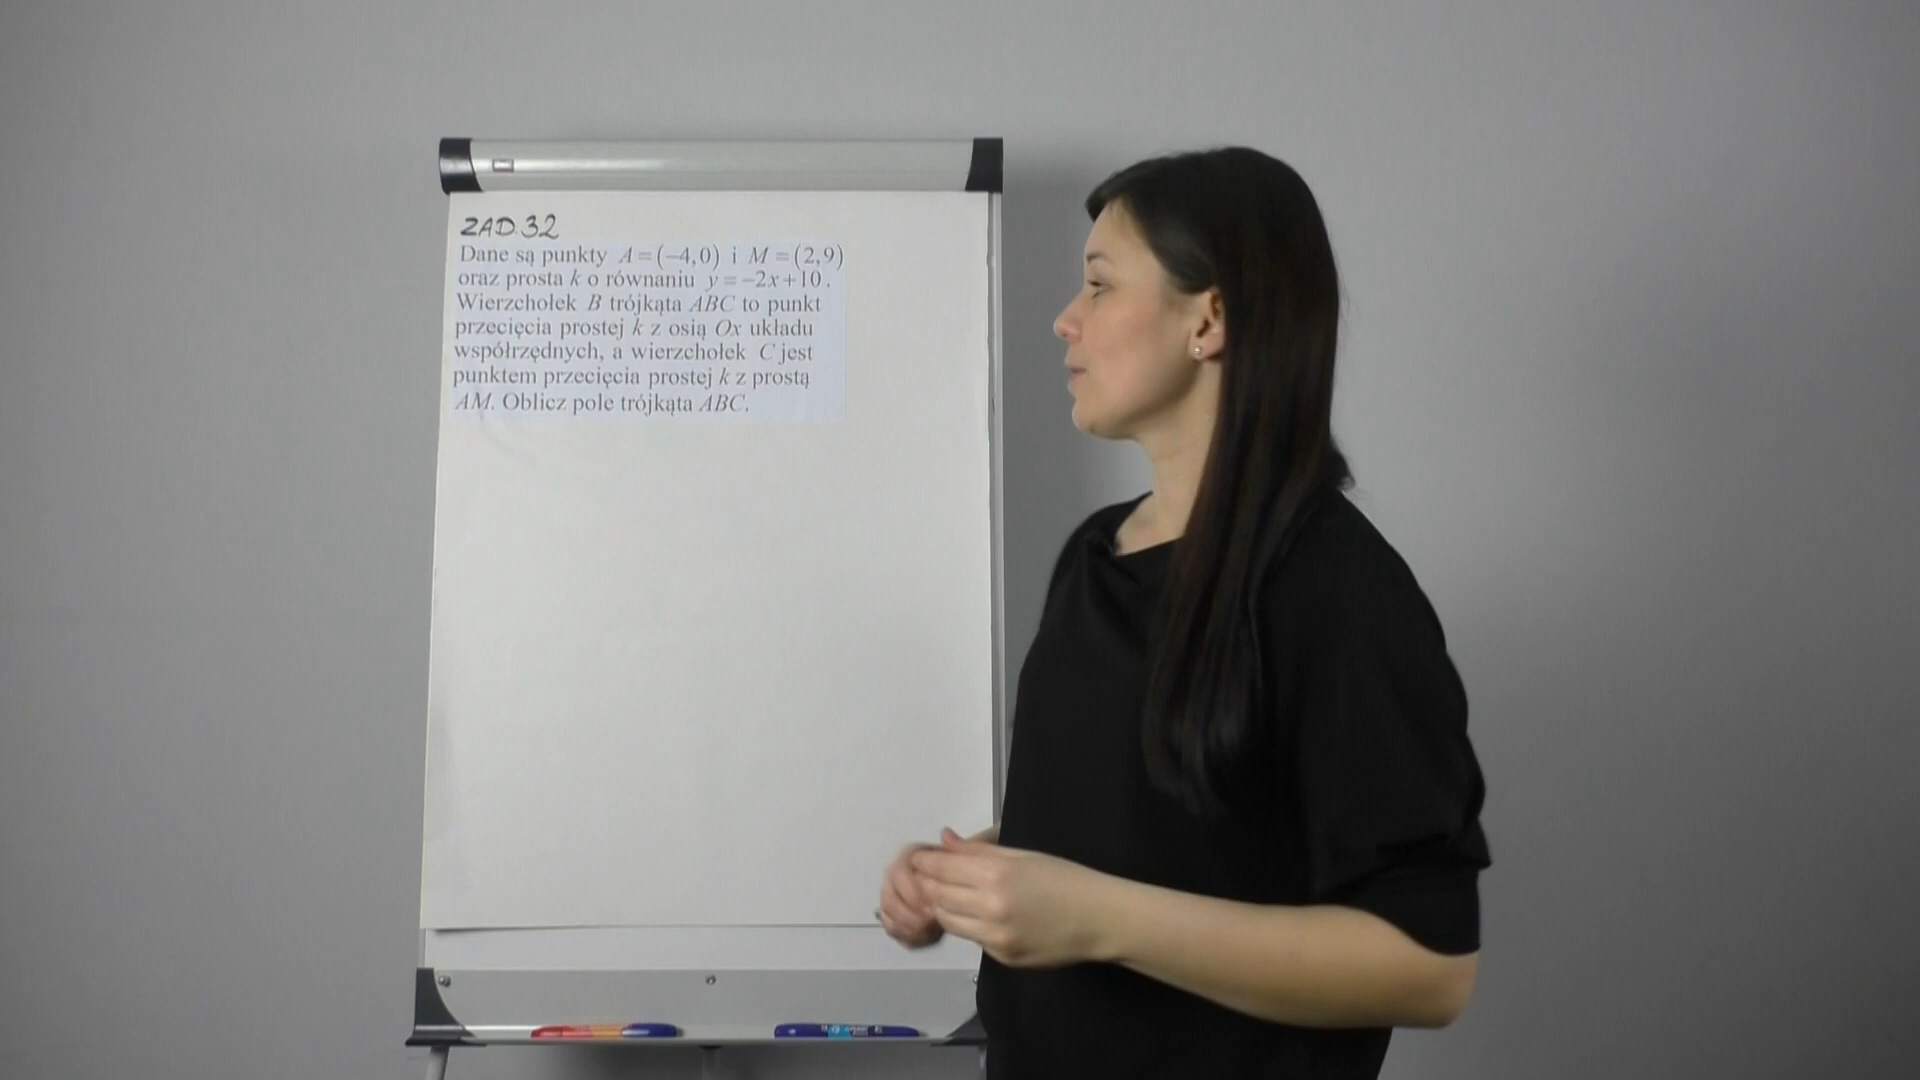 ZAD. 32
Dane są punkty A=(−4,0) i M=(2,9)
oraz prosta k o równaniu y=−2x+10.
Wierzchołek B trójkąta ABC to punkt
przecięcia prostej k z osią Ox układu
współrzędnych, a wierzchołek C jest
punktem przecięcia prostej k z prostą
AM. Oblicz pole trójkąta ABC.